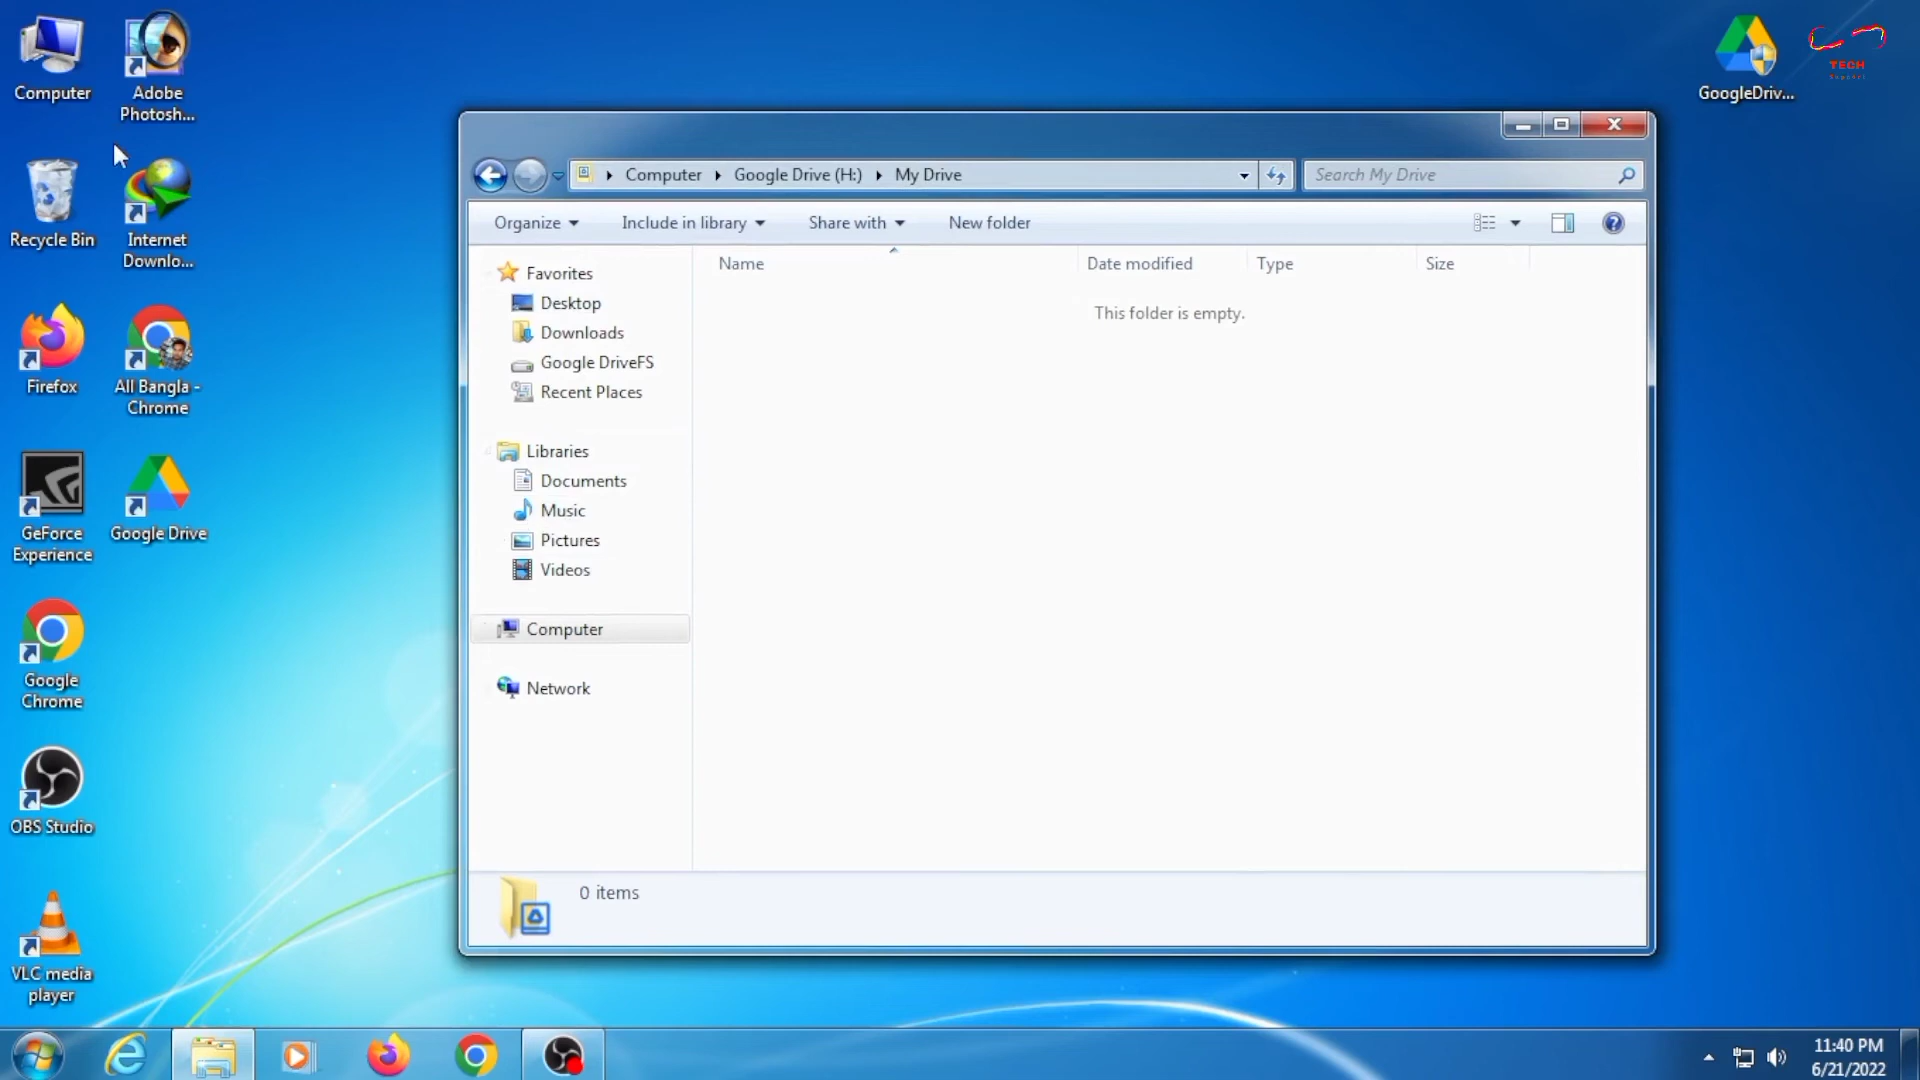 Computer
Adobe
Photosh...
Recycle Bin
Internet
Downlo...
Firefox
All Bangla -
Chrome
GeForce
Experience
Google Drive
Google
Chrome
OBS Studio
VLC media
player
GoogleDriv...
TECH
Support
Computer
Google Drive (H:)
My Drive
Search My Drive
Organize
Include in library
Share with
New folder
Name
Date modified
Type
Size
This folder is empty.
Favorites
Desktop
Downloads
Google DriveFS
Recent Places
Libraries
Documents
Music
Pictures
Videos
Computer
Network
0 items
11:40 PM
6/21/2022